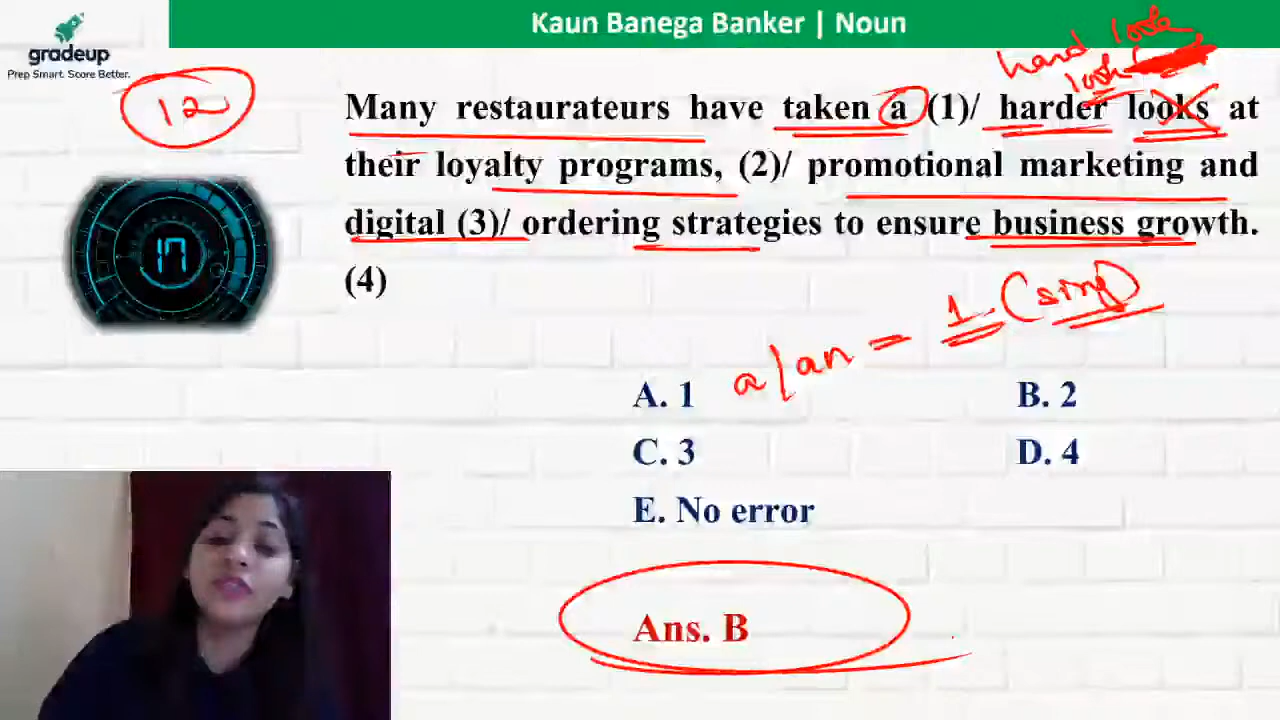 Kaun Banega Banker | Noun
gradeup
Prep Smart. Score Better.
12
hard look
look
Many restaurateurs have taken a (1)/ harder looks at
their loyalty programs, (2)/ promotional marketing and
digital (3)/ ordering strategies to ensure business growth.
(4)
17
a/an = 1 (sing)
A. 1
B. 2
C. 3
D. 4
E. No error
Ans. B